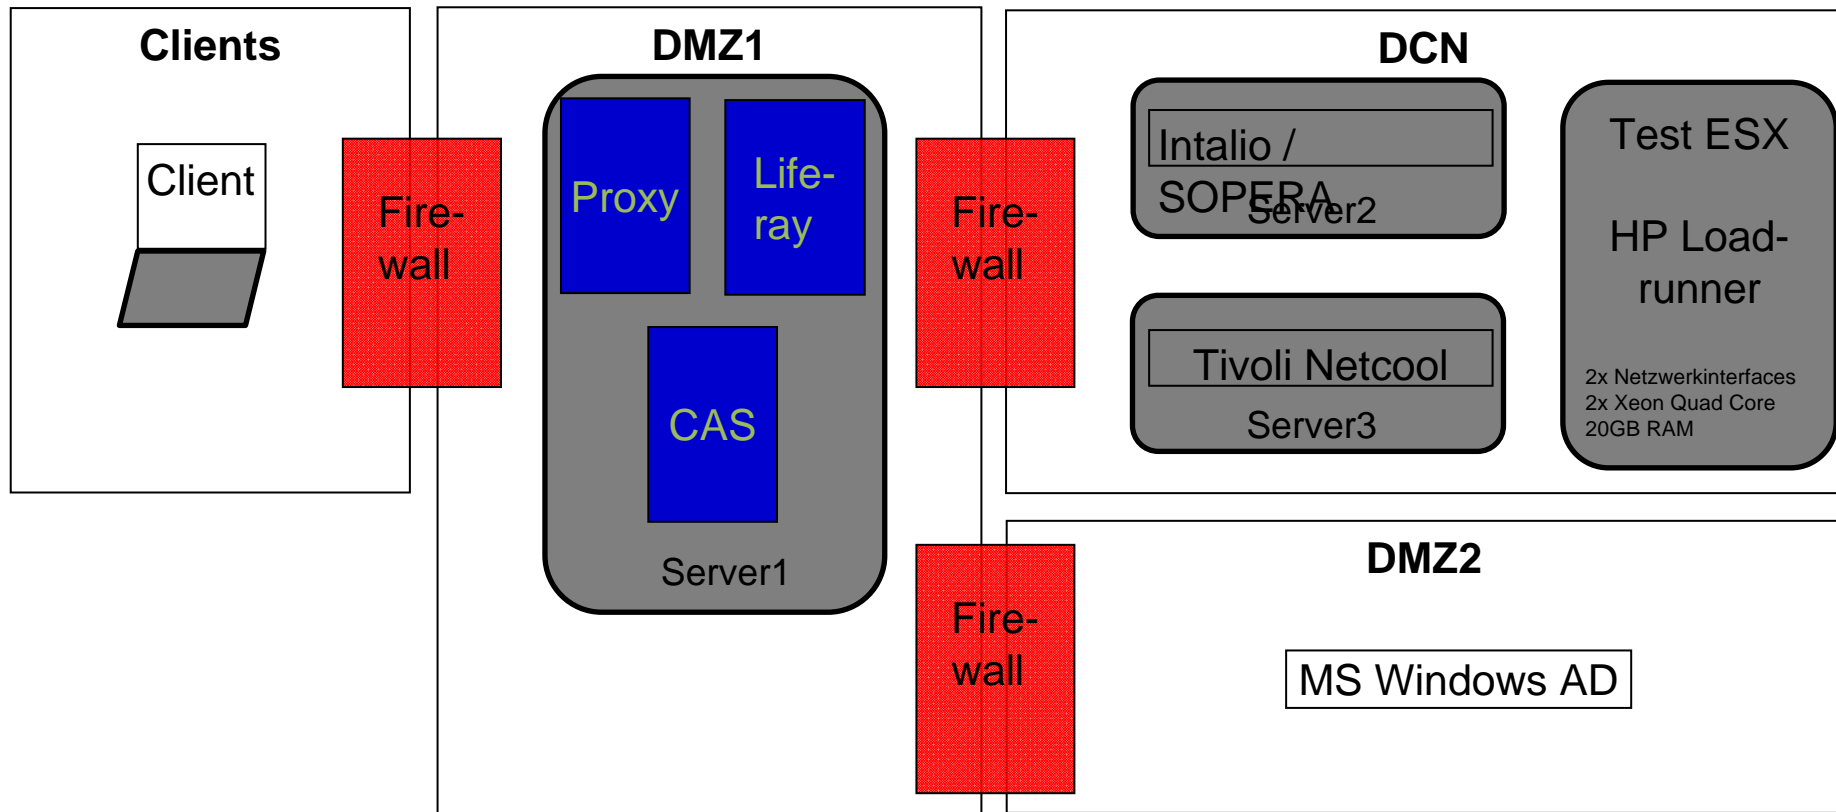 Clients
Client
Fire-
wall
DMZ1
Proxy
Life-
ray
CAS
Server1
Fire-
wall
Fire-
wall
DCN
Intalio /
SOPERA
Server2
Tivoli Netcool
Server3
Test ESX
HP Load-
runner
2x Netzwerkinterfaces
2x Xeon Quad Core
20GB RAM
DMZ2
MS Windows AD